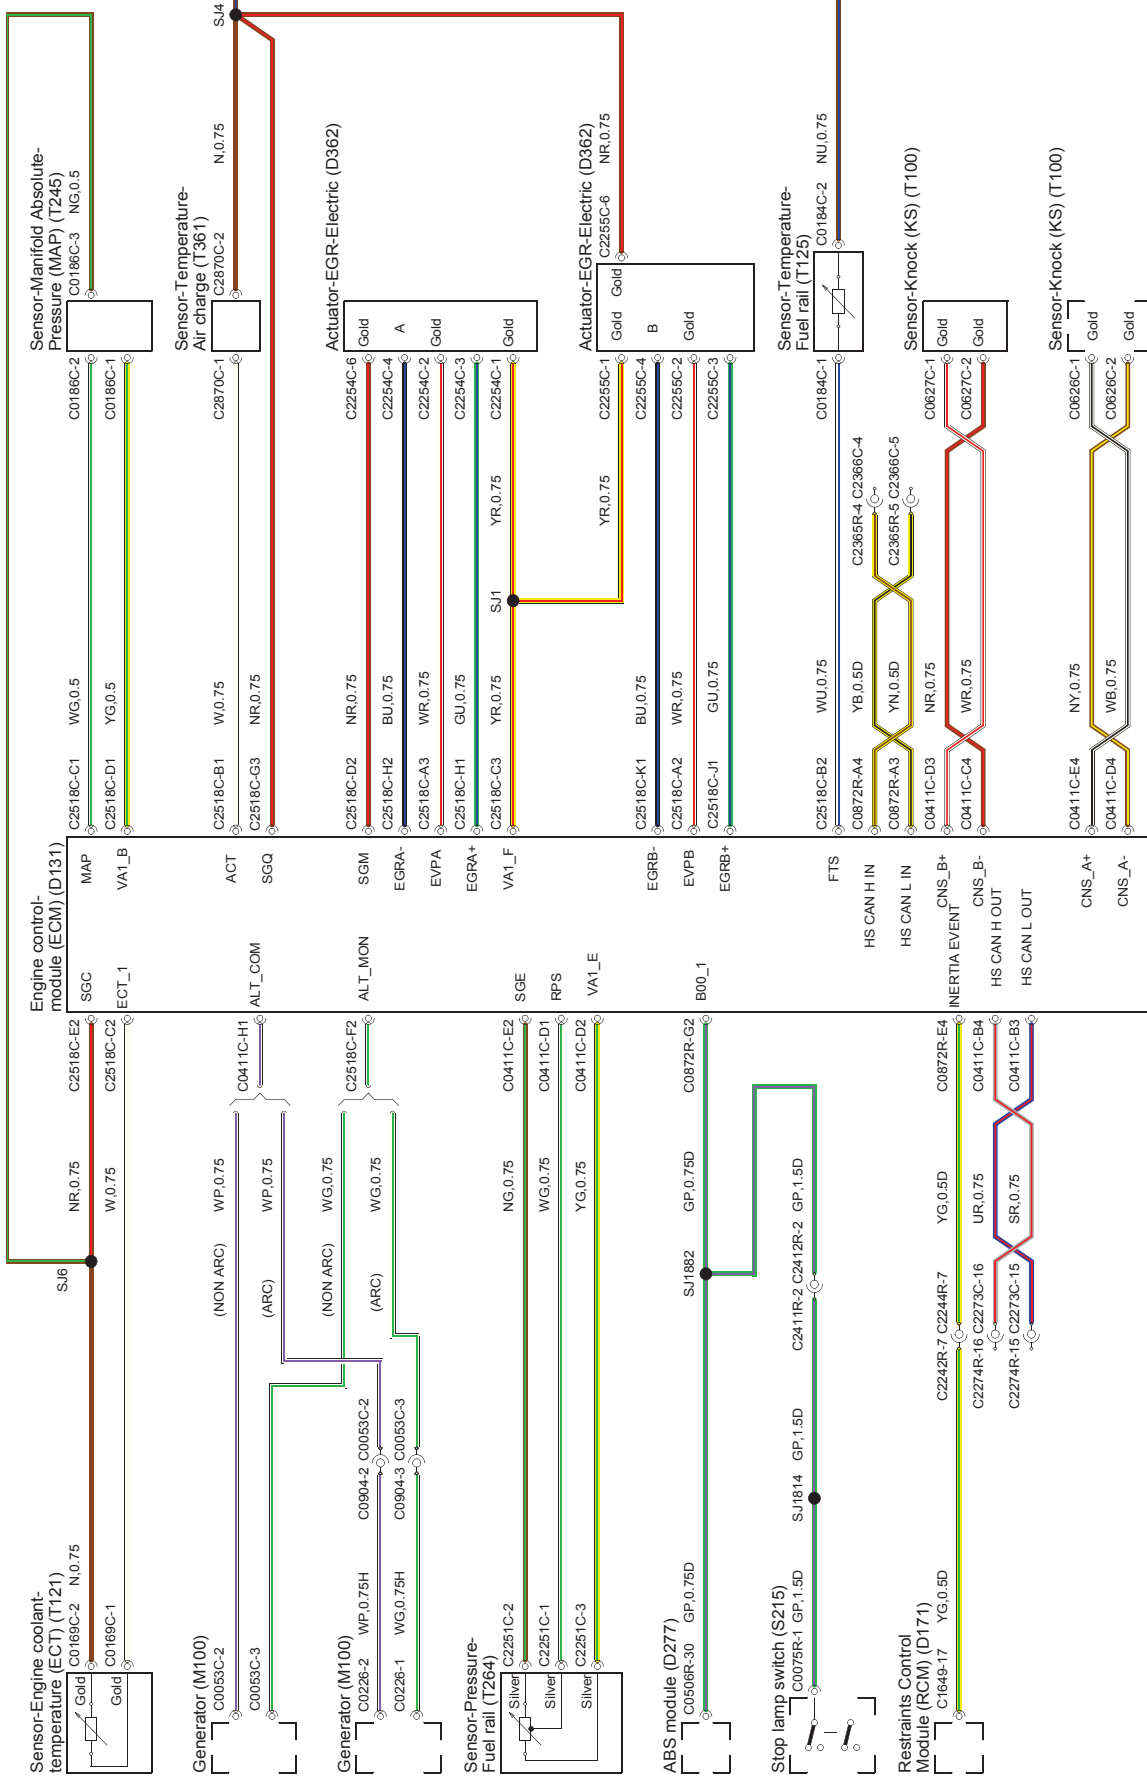 Sensor-Engine coolant-
temperature (ECT) (T121)
C0169C-2
N,0.75
C0169C-1
Gold
Gold
SJ6
NR,0.75
W,0.75
C2518C-E2
C2518C-C2
Engine control-
module (ECM) (D131)
SGC
ECT_1
MAP
VA1_B
C2518C-C1
C2518C-D1
WG,0.5
YG,0.5
C0186C-2
C0186C-1
Sensor-Manifold Absolute-
Pressure (MAP) (T245)
C0186C-3
NG,0.5
Generator (M100)
C0053C-2
C0053C-3
(NON ARC)
(ARC)
WP,0.75
WP,0.75
C0411C-H1
ALT_COM
ACT
SGQ
C2518C-B1
C2518C-G3
W,0.75
NR,0.75
C2870C-1
Sensor-Temperature-
Air charge (T361)
C2870C-2
N,0.75
SJ4
Generator (M100)
C0226-2
C0226-1
WP,0.75H
WG,0.75H
C0904-2
C0053C-2
C0904-3
C0053C-3
(NON ARC)
(ARC)
WG,0.75
WG,0.75
C2518C-F2
ALT_MON
SGM
EGRA-
EVPA
EGRA+
VA1_F
C2518C-D2
C2518C-H2
C2518C-A3
C2518C-H1
C2518C-C3
NR,0.75
BU,0.75
WR,0.75
GU,0.75
YR,0.75
SJ1
YR,0.75
C2254C-6
C2254C-4
C2254C-2
C2254C-3
C2254C-1
Actuator-EGR-Electric (D362)
Gold
A
Gold
Gold
Sensor-Pressure-
Fuel rail (T264)
Silver
Silver
Silver
C2251C-2
C2251C-1
C2251C-3
NG,0.75
WG,0.75
YG,0.75
C0411C-E2
C0411C-D1
C0411C-D2
SGE
RPS
VA1_E
EGRB-
EVPB
EGRB+
C2518C-K1
C2518C-A2
C2518C-J1
BU,0.75
WR,0.75
GU,0.75
YR,0.75
C2255C-1
C2255C-4
C2255C-2
C2255C-3
Actuator-EGR-Electric (D362)
Gold
Gold
B
Gold
C2255C-6
NR,0.75
ABS module (D277)
C0506R-30
GP,0.75D
SJ1882
GP,0.75D
C0872R-G2
B00_1
Stop lamp switch (S215)
C0075R-1
GP,1.5D
SJ1814
GP,1.5D
C2411R-2
C2412R-2
GP,1.5D
FTS
C2518C-B2
WU,0.75
C0184C-1
Sensor-Temperature-
Fuel rail (T125)
C0184C-2
NU,0.75
HS CAN H IN
HS CAN L IN
C0872R-A4
C0872R-A3
YB,0.5D
YN,0.5D
C2365R-4
C2366C-4
C2365R-5
C2366C-5
Restraints Control
Module (RCM) (D171)
C1649-17
YG,0.5D
C2242R-7
C2244R-7
YG,0.5D
C0872R-E4
INERTIA EVENT
C2274R-16
C2273C-16
C2274R-15
C2273C-15
UR,0.75
SR,0.75
C0411C-B4
C0411C-B3
HS CAN H OUT
HS CAN L OUT
CNS_B+
CNS_B-
C0411C-D3
C0411C-C4
NR,0.75
WR,0.75
C0627C-1
C0627C-2
Sensor-Knock (KS) (T100)
Gold
Gold
CNS_A+
CNS_A-
C0411C-E4
C0411C-D4
NY,0.75
WB,0.75
C0626C-1
C0626C-2
Sensor-Knock (KS) (T100)
Gold
Gold